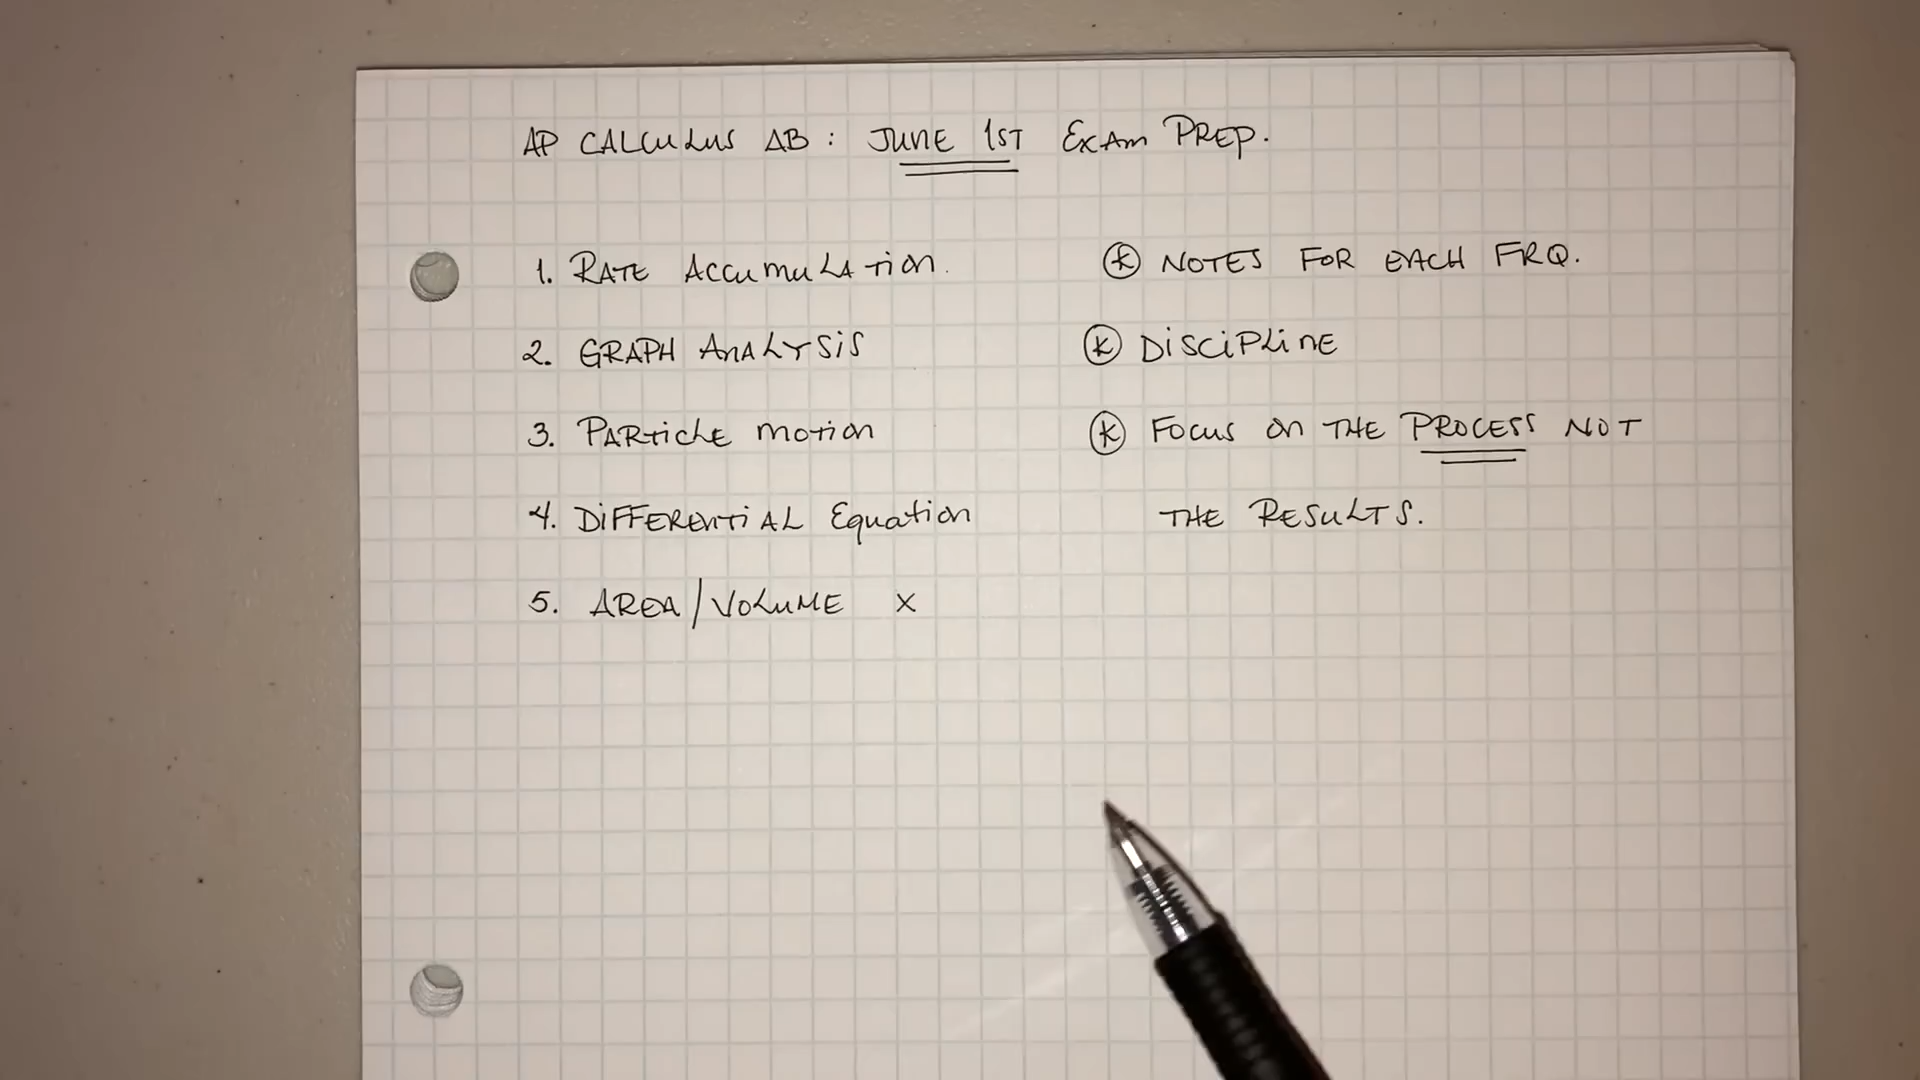 AP CALCULUS AB : JUNE 1ST EXAM PREP.
1. RATE ACCUMULATION.
2. GRAPH ANALYSIS
3. PARTICLE MOTION
4. DIFFERENTIAL Equation
5. AREA/VOLUME X
* NOTES FOR EACH FRQ.
* DISCIPLINE
* FOCUS ON THE PROCESS NOT
THE RESULTS.